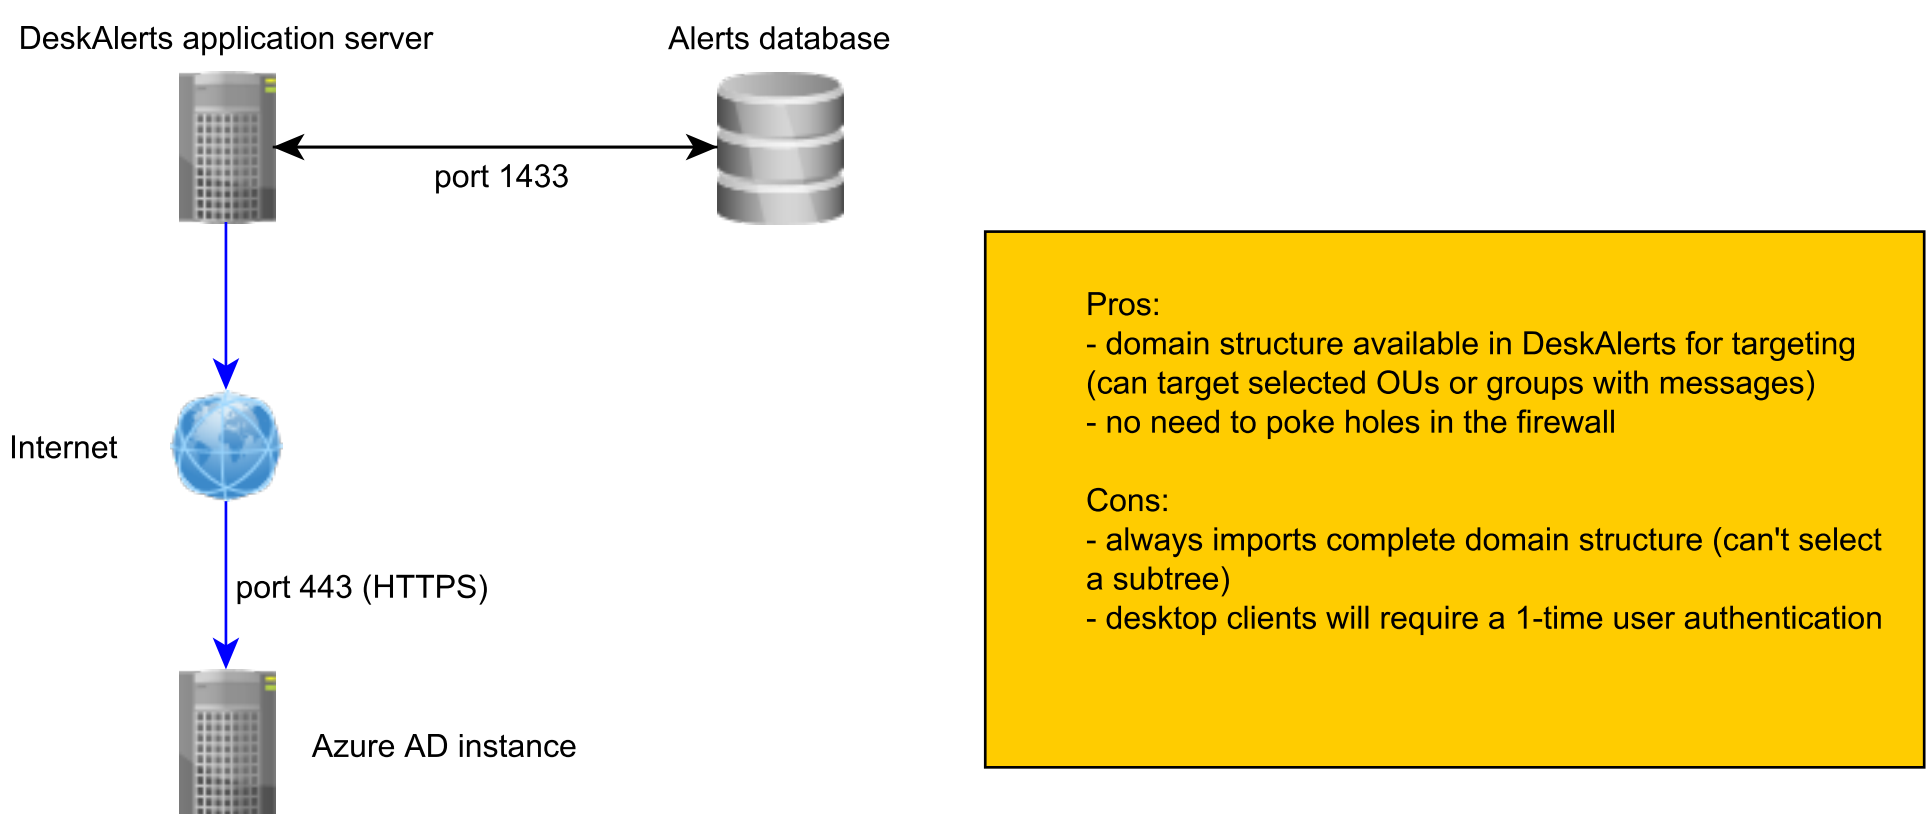 DeskAlerts application server
Alerts database
port 1433
Internet
port 443 (HTTPS)
Azure AD instance
Pros:
- domain structure available in DeskAlerts for targeting
(can target selected OUs or groups with messages)
- no need to poke holes in the firewall
Cons:
- always imports complete domain structure (can't select
a subtree)
- desktop clients will require a 1-time user authentication